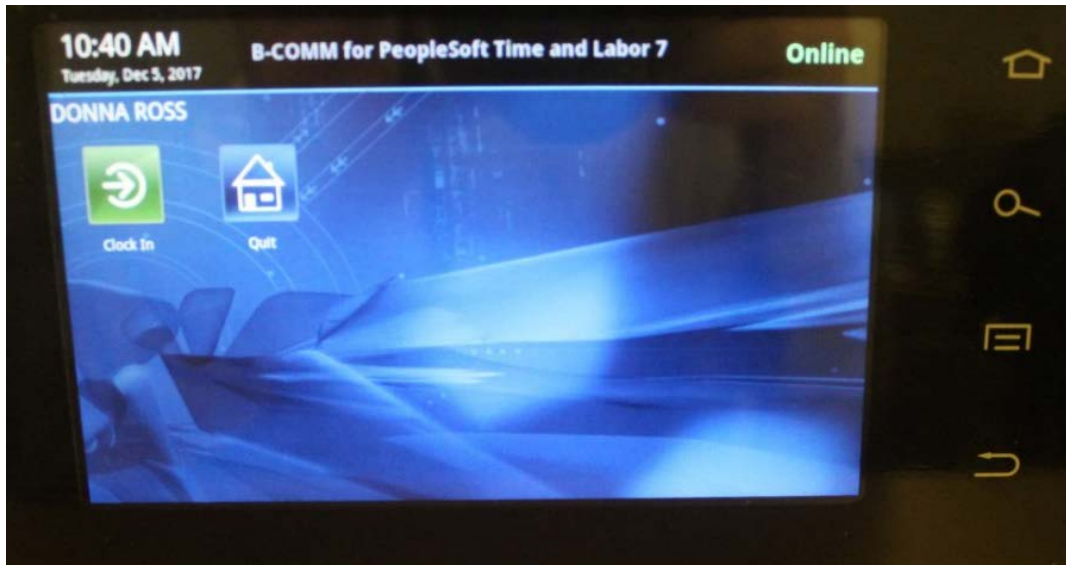 10:40 AM
B-COMM for PeopleSoft Time and Labor 7
Online
Tuesday, Dec 5, 2017
DONNA ROSS
Clock In
Quit